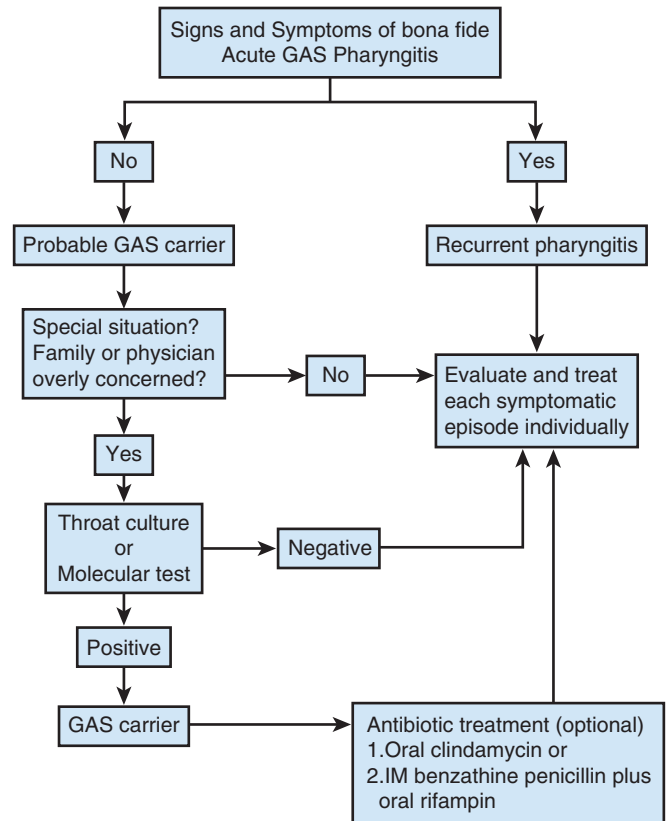 Signs and Symptoms of bona fide
Acute GAS Pharyngitis
No
Yes
Probable GAS carrier
Recurrent pharyngitis
Special situation?
Family or physician
overly concerned?
No
Evaluate and treat
each symptomatic
episode individually
Yes
Throat culture
or
Molecular test
Negative
Positive
GAS carrier
Antibiotic treatment (optional)
1.Oral clindamycin or
2.IM benzathine penicillin plus
oral rifampin